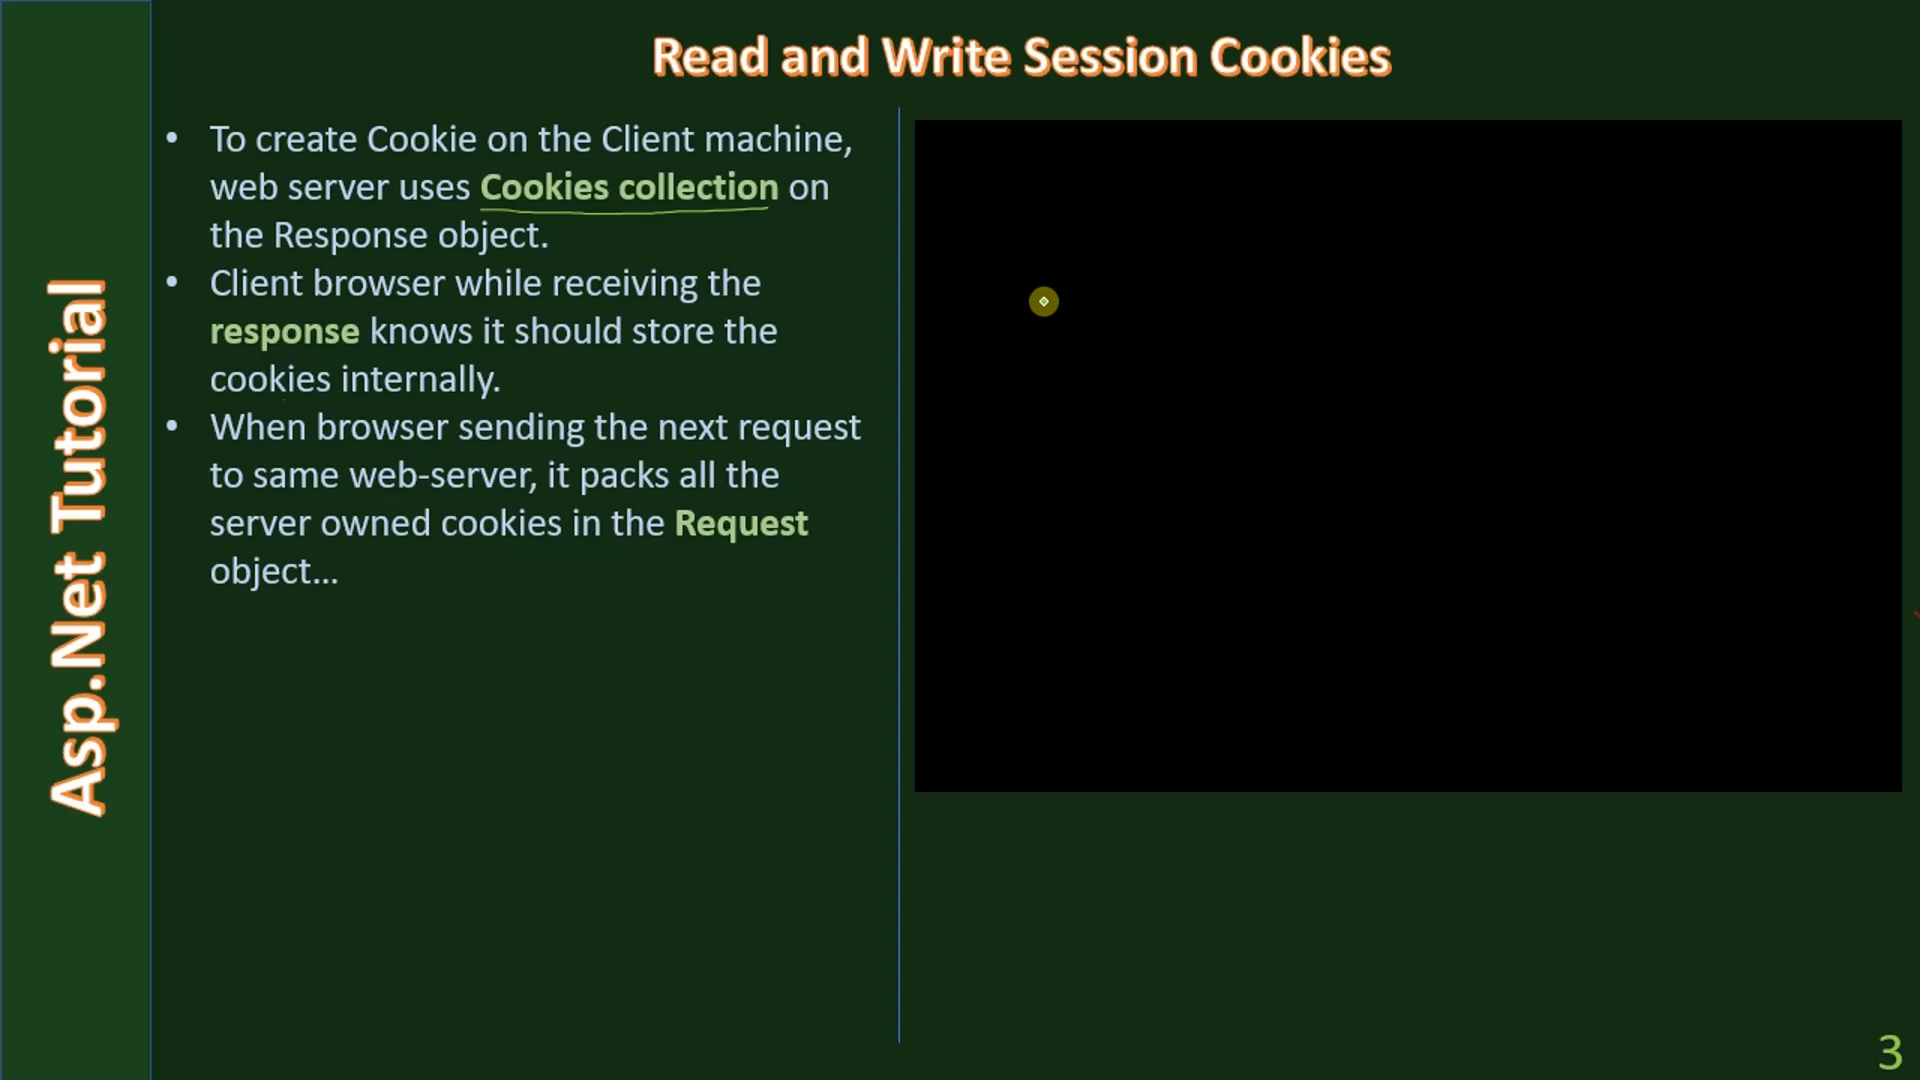 Read and Write Session Cookies
Asp.Net Tutorial
• To create Cookie on the Client machine,
web server uses Cookies collection on
the Response object.
• Client browser while receiving the
response knows it should store the
cookies internally.
• When browser sending the next request
to same web-server, it packs all the
server owned cookies in the Request
object...
3